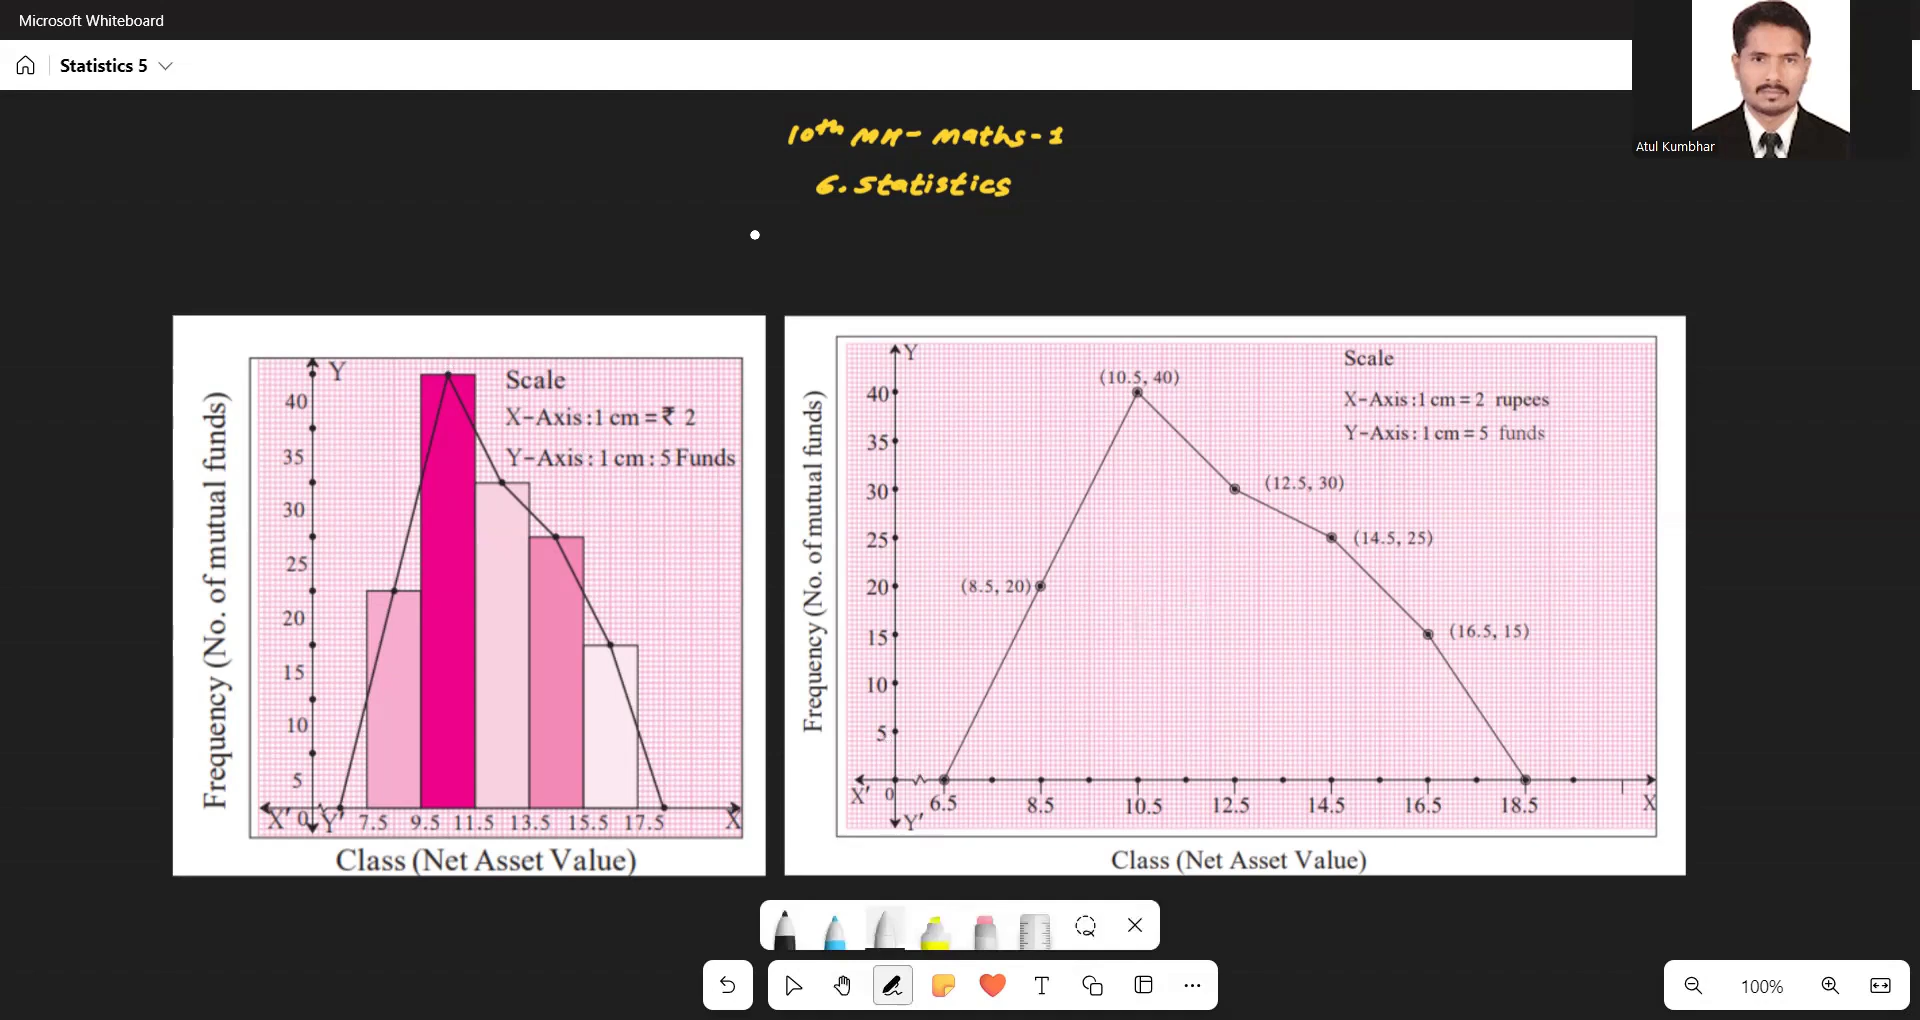 Microsoft Whiteboard
Statistics 5
Atul Kumbhar
10th MH- Maths-1
6. Statistics
Frequency (No. of mutual funds)
Y
40
35
30
25
20
15
10
5
Scale
X-Axis :1 cm = ₹ 2
Y-Axis : 1 cm : 5 Funds
X' 0 Y' 7.5 9.5 11.5 13.5 15.5 17.5 X
Class (Net Asset Value)
Frequency (No. of mutual funds)
Y
40
35
30
25
20
15
10
5
Scale
X-Axis :1 cm = 2 rupees
Y-Axis : 1 cm = 5 funds
(10.5, 40)
(12.5, 30)
(14.5, 25)
(8.5, 20)
(16.5, 15)
X' 0 6.5 8.5 10.5 12.5 14.5 16.5 18.5 X
Y'
Class (Net Asset Value)
T
100%